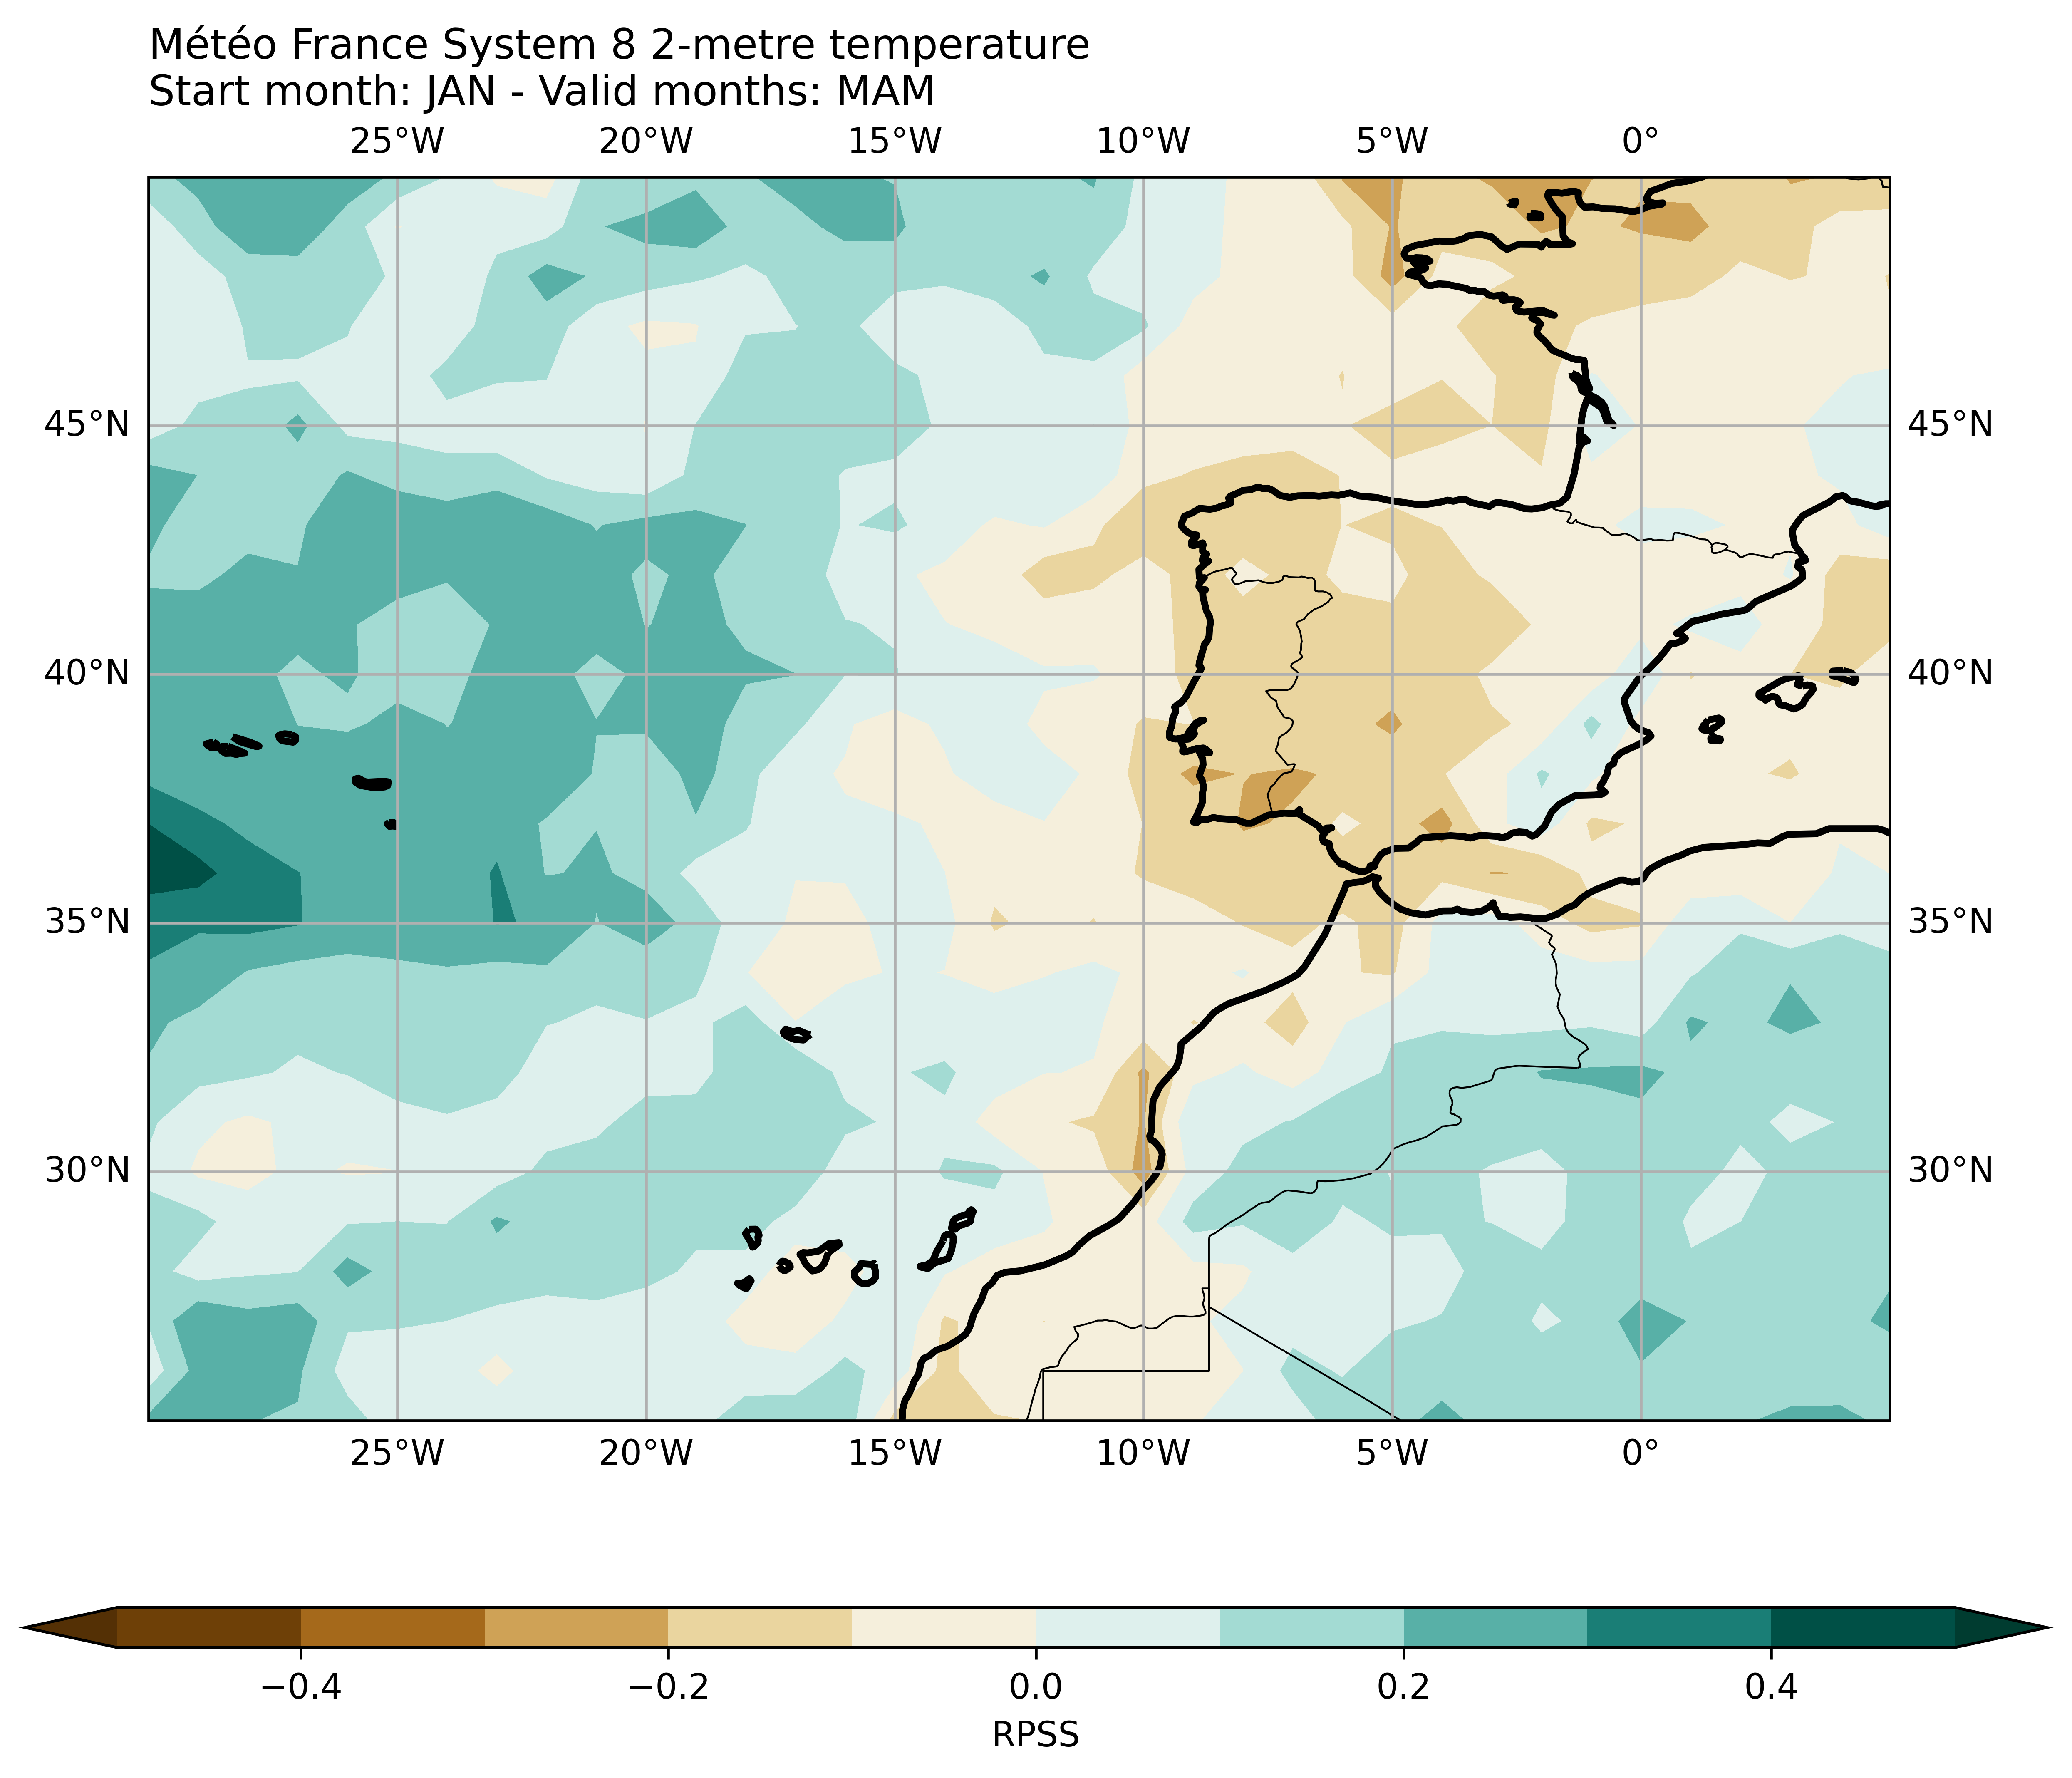 Météo France System 8 2-metre temperature
Start month: JAN - Valid months: MAM
25°W 20°W 15°W 10°W 5°W 0°
45°N 45°N
40°N 40°N
35°N 35°N
30°N 30°N
25°W 20°W 15°W 10°W 5°W 0°
−0.4 −0.2 0.0 0.2 0.4
RPSS